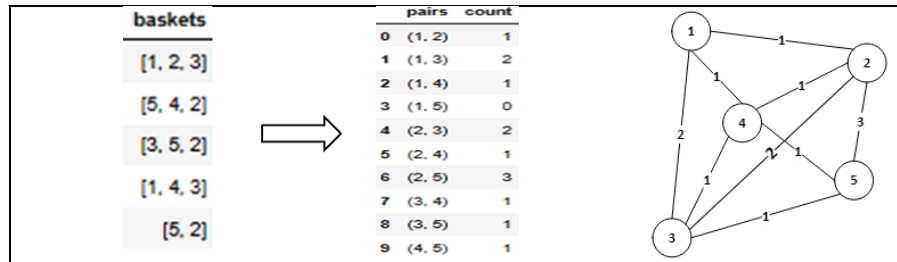 baskets
[1, 2, 3]
[5, 4, 2]
[3, 5, 2]
[1, 4, 3]
[5, 2]
pairs count
0 (1, 2) 1
1 (1, 3) 2
2 (1, 4) 1
3 (1, 5) 0
4 (2, 3) 2
5 (2, 4) 1
6 (2, 5) 3
7 (3, 4) 1
8 (3, 5) 1
9 (4, 5) 1
1
1
2
1
1
4
3
2
2
1
1
5
1
3